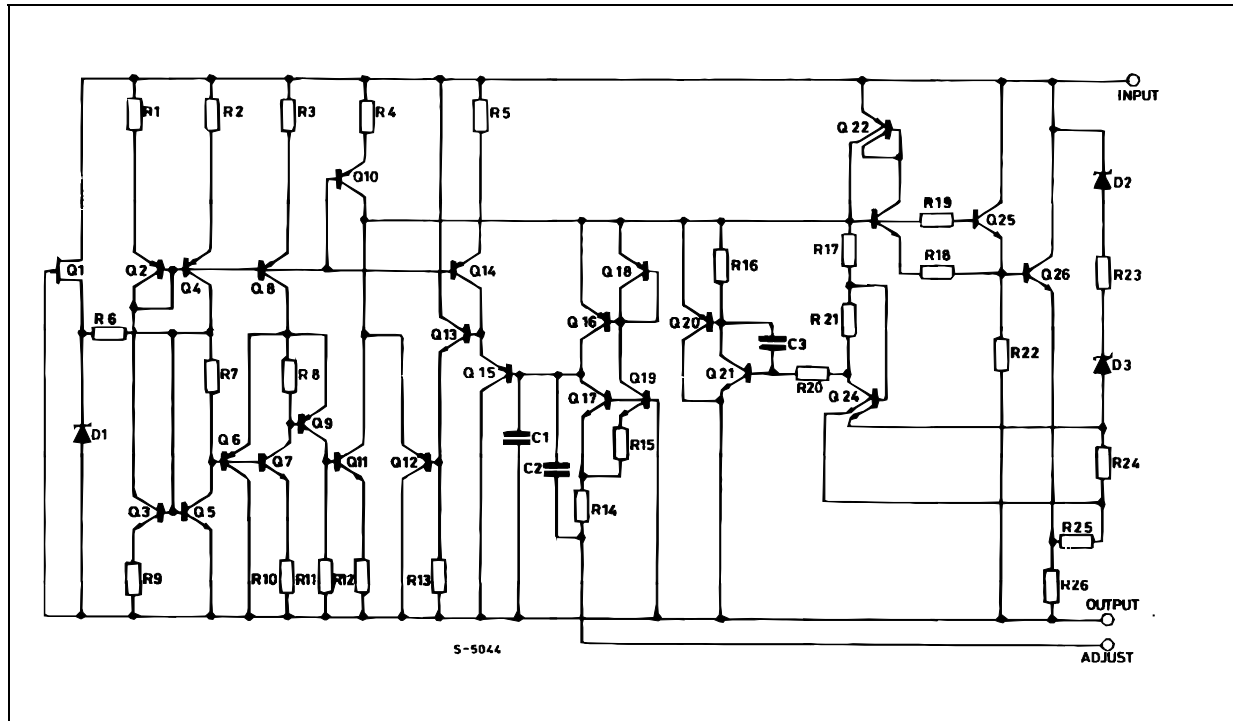 INPUT
R1
R2
R3
R4
R5
Q22
Q10
D2
R19
Q25
Q1
Q2
Q4
Q8
Q14
Q18
R16
R17
R18
Q26
R23
R6
Q13
Q16
Q20
C3
R21
R22
D3
R7
R8
Q15
Q17
Q19
Q21
R20
Q24
D1
Q6
Q9
Q7
Q11
Q12
C1
C2
R15
R24
Q3
Q5
R14
R25
R9
R10
R11
R12
R13
R26
OUTPUT
S-5044
ADJUST